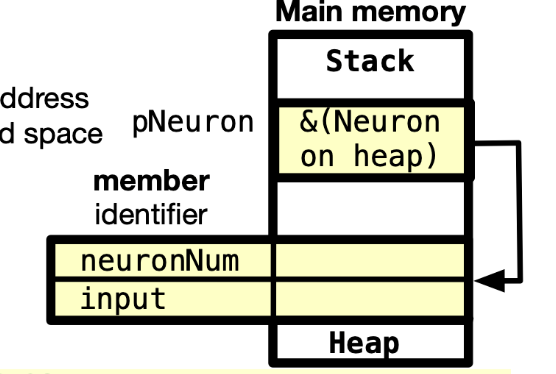 Main memory
Stack
ddress
d space
pNeuron
&(Neuron
on heap)
member
identifier
neuronNum
input
Heap